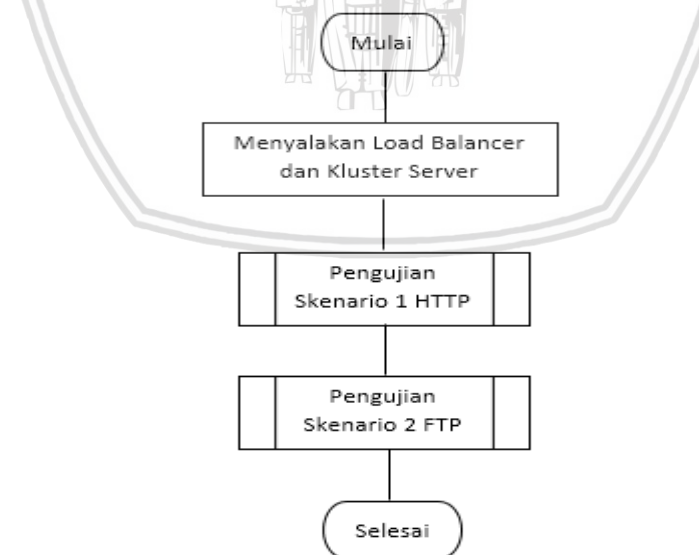 Mulai
Menyalakan Load Balancer
dan Kluster Server
Pengujian
Skenario 1 HTTP
Pengujian
Skenario 2 FTP
Selesai